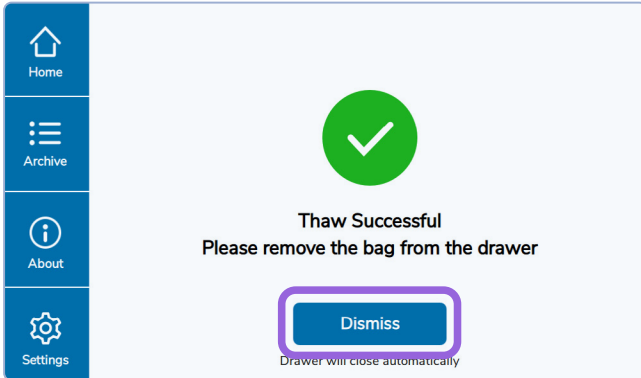 Home
Archive
About
Settings
Thaw Successful
Please remove the bag from the drawer
Dismiss
Drawer will close automatically